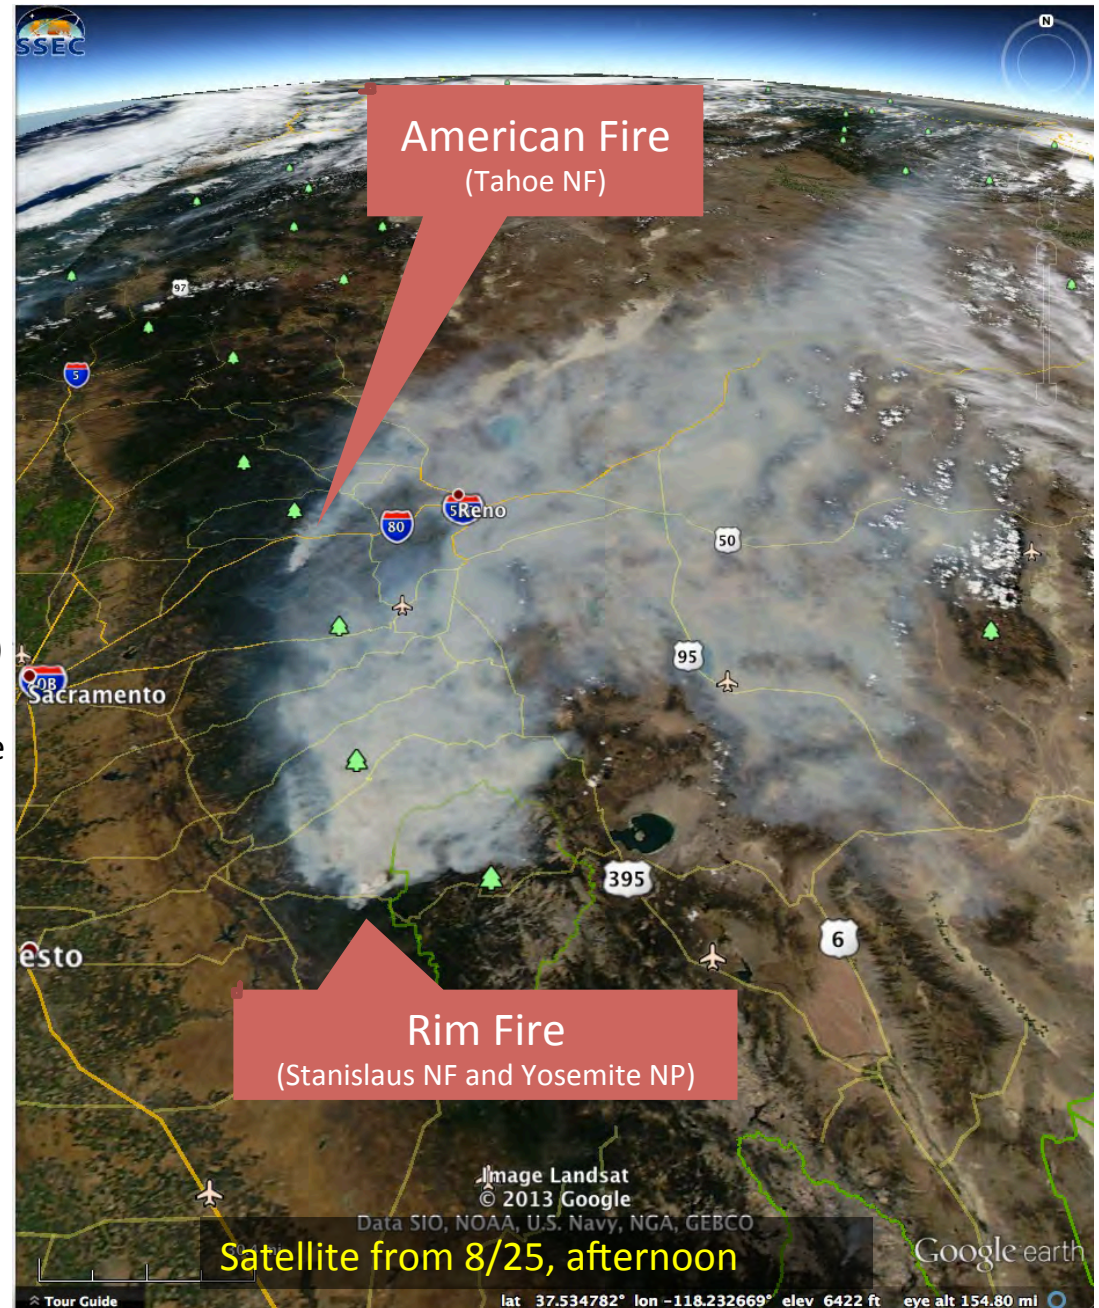 SSEC
N
American Fire
(Tahoe NF)
97
5
Reno
80
50
95
Sacramento
e
395
6
esto
Rim Fire
(Stanislaus NF and Yosemite NP)
Image Landsat
© 2013 Google
Data SIO, NOAA, U.S. Navy, NGA, GEBCO
Satellite from 8/25, afternoon
Google earth
Tour Guide
lat 37.534782° lon -118.232669° elev 6422 ft eye alt 154.80 mi